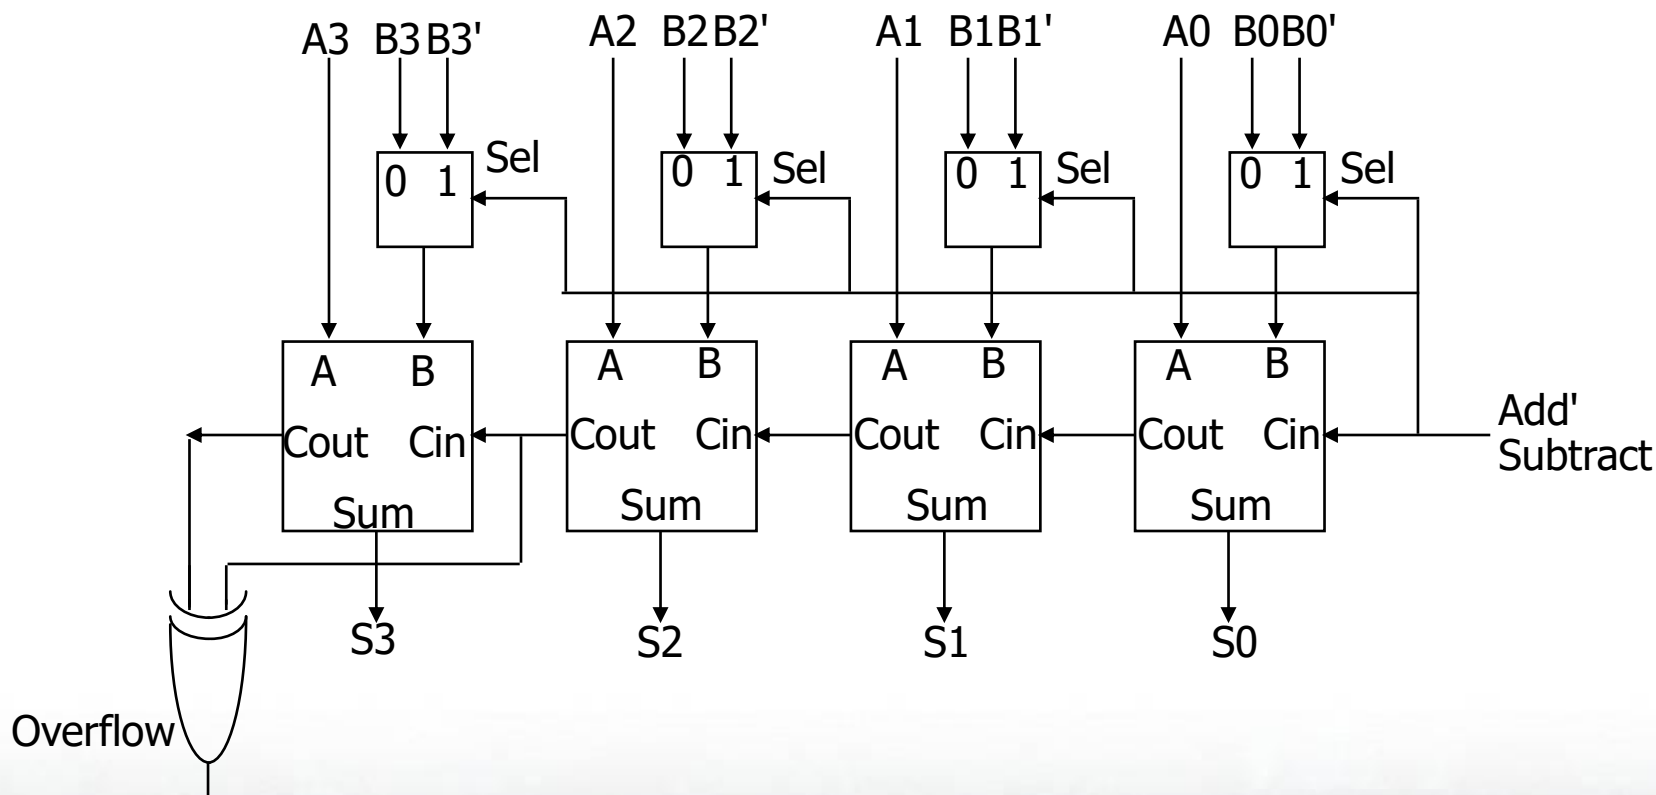 A3 B3 B3' A2 B2 B2' A1 B1 B1' A0 B0 B0'
0 1 Sel 0 1 Sel 0 1 Sel 0 1 Sel
A B A B A B A B
Cout Cin Cout Cin Cout Cin Cout Cin
Add'
Subtract
Sum Sum Sum Sum
S3 S2 S1 S0
Overflow